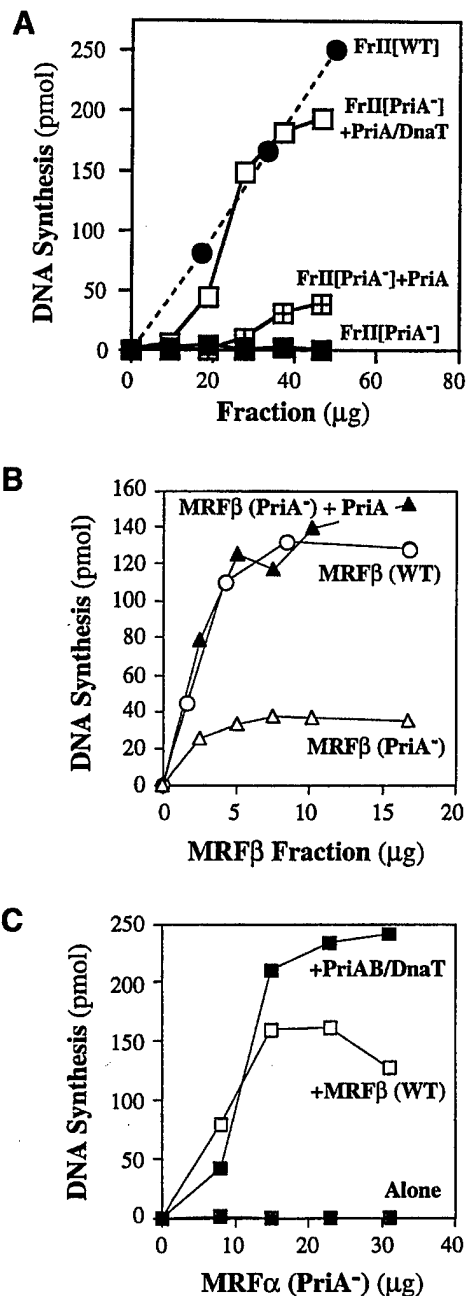 A
DNA Synthesis (pmol)
250
200
150
100
50
0
FrII[WT]
FrII[PriA⁻]
+PriA/DnaT
FrII[PriA⁻]+PriA
FrII[PriA⁻]
0
20
40
60
80
Fraction (μg)
B
DNA Synthesis (pmol)
160
140
120
100
80
60
40
20
0
MRFβ (PriA⁻) + PriA
MRFβ (WT)
MRFβ (PriA⁻)
0
5
10
15
20
MRFβ Fraction (μg)
C
DNA Synthesis (pmol)
250
200
150
100
50
0
+PriAB/DnaT
+MRFβ (WT)
Alone
0
10
20
30
40
MRFα (PriA⁻) (μg)